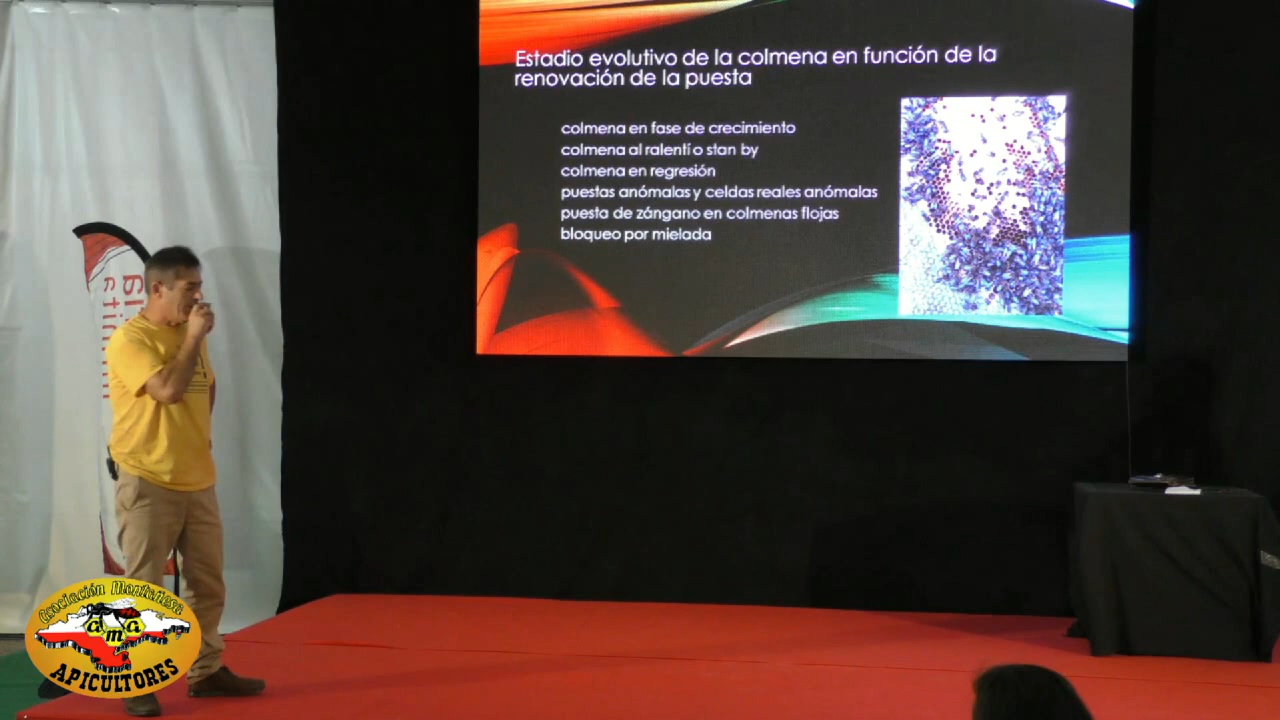 Estadio evolutivo de la colmena en función de la
renovación de la puesta
colmena en fase de crecimiento
colmena al ralentí o stan by
colmena en regresión
puestas anómalas y celdas reales anómalas
puesta de zángano en colmenas flojas
bloqueo por mielada
Asociación Montañesa
ama
APICULTORES